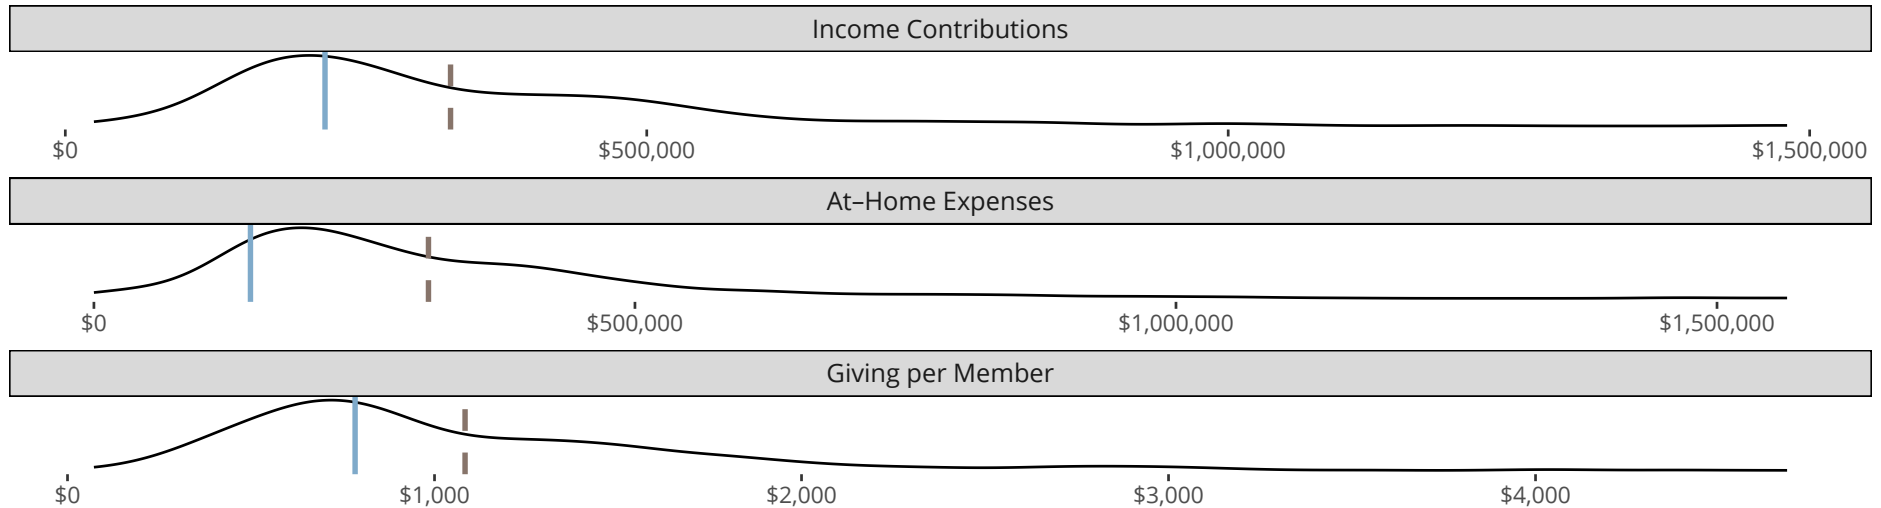 Income Contributions
$0 $500,000 $1,000,000 $1,500,000
At–Home Expenses
$0 $500,000 $1,000,000 $1,500,000
Giving per Member
$0 $1,000 $2,000 $3,000 $4,000